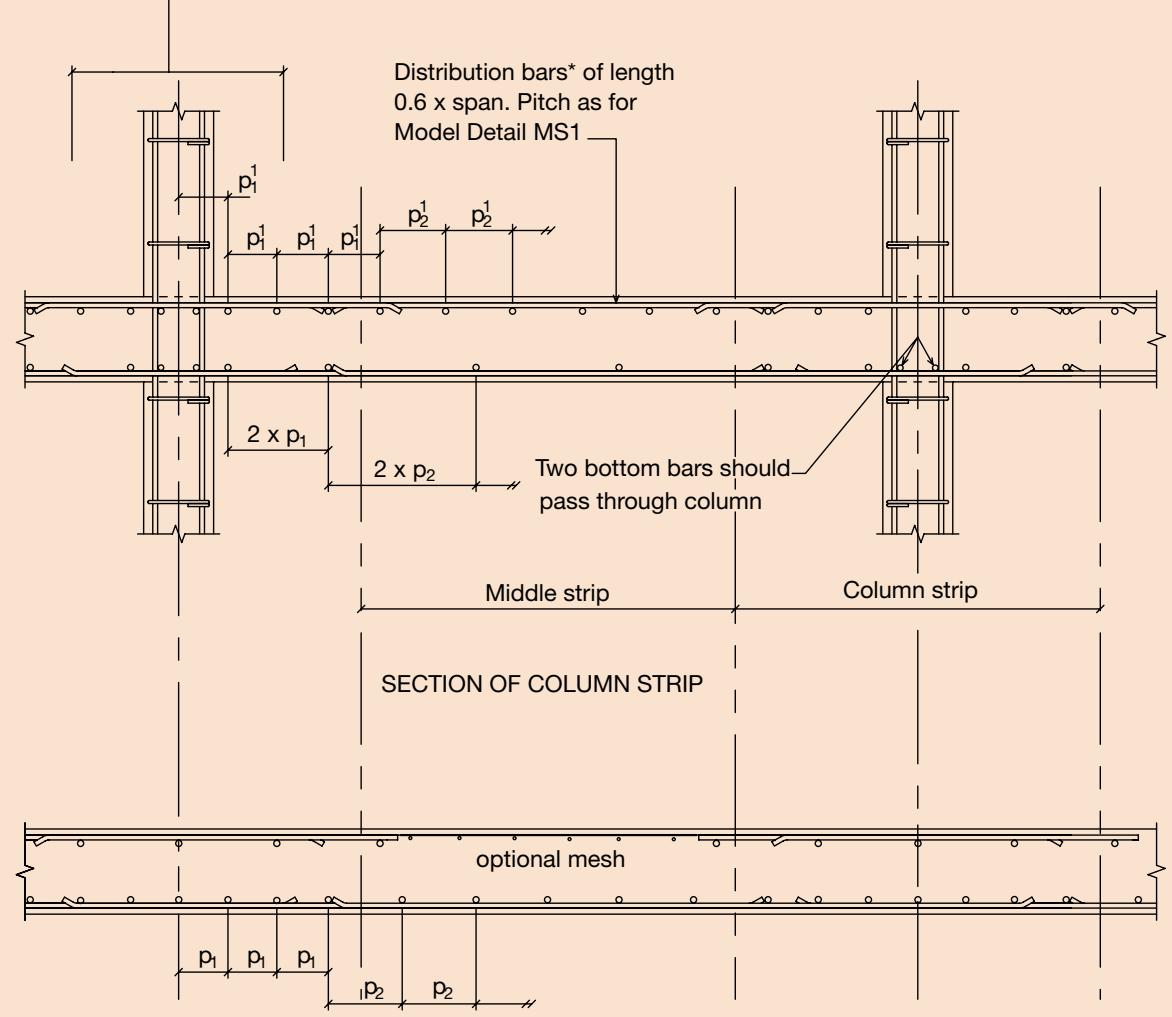 Distribution bars* of length
0.6 x span. Pitch as for
Model Detail MS1
p₁¹
p₁¹ p₁¹ p₁¹
p₂¹ p₂¹
2 x p₁
2 x p₂
Two bottom bars should
pass through column
Middle strip
Column strip
SECTION OF COLUMN STRIP
optional mesh
p₁ p₁ p₁
p₂ p₂